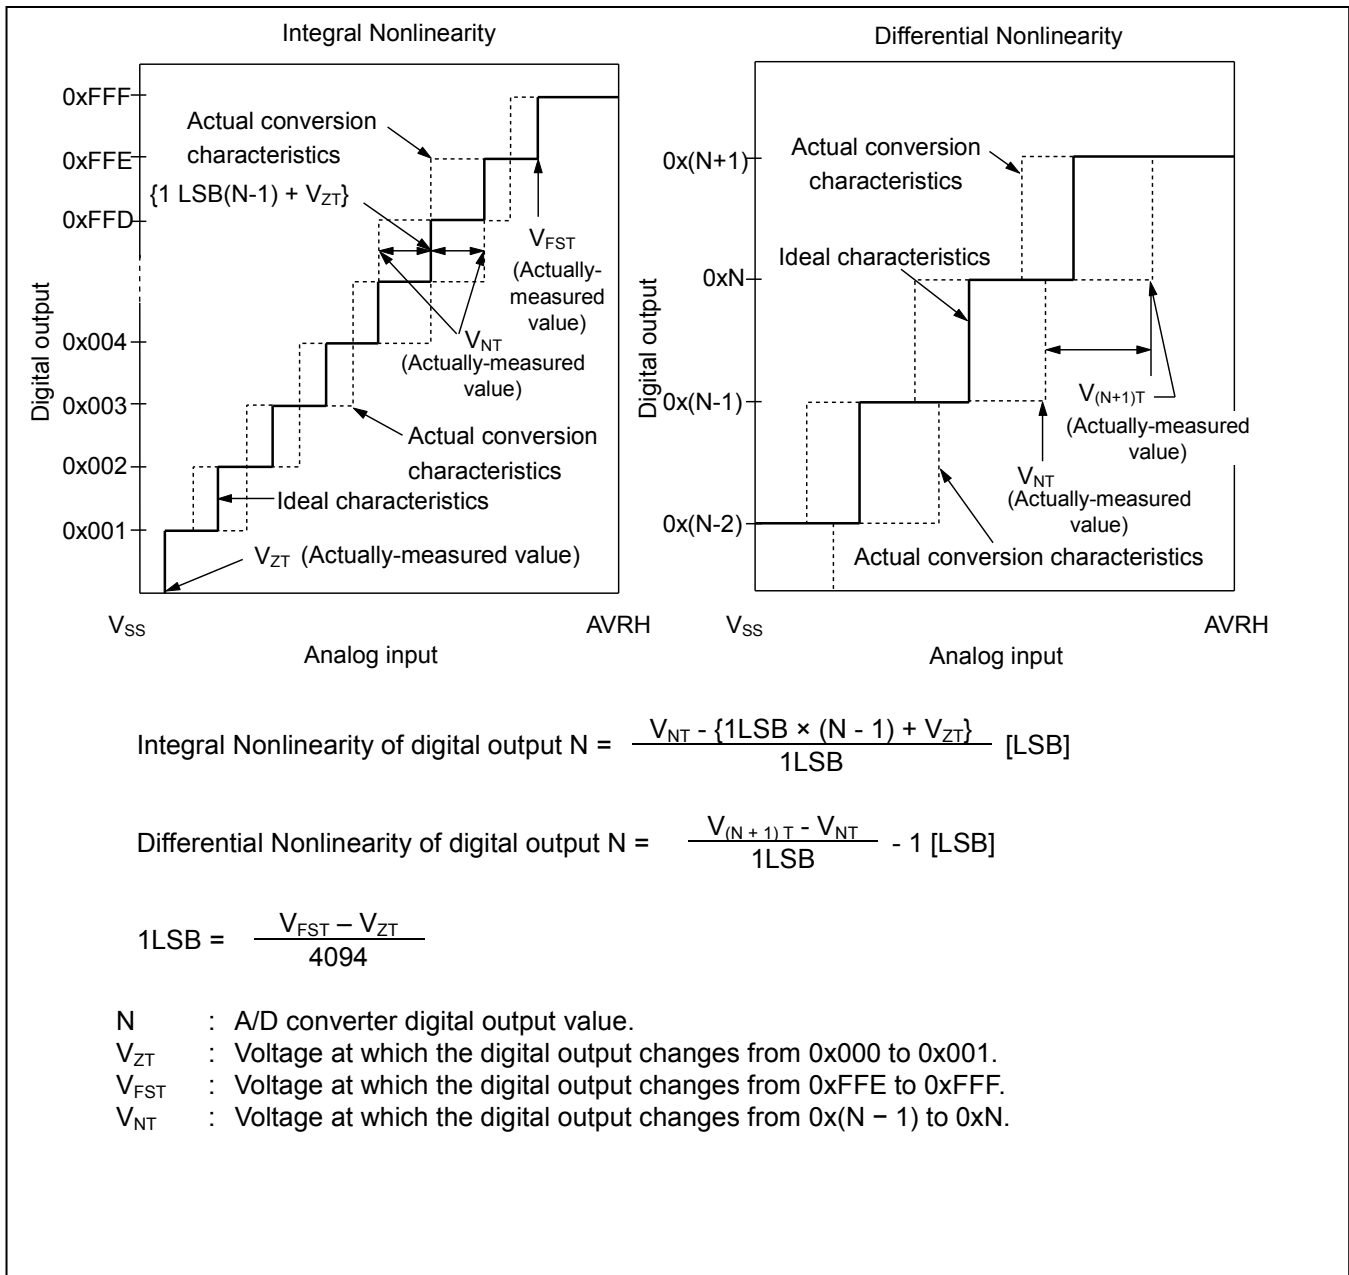 Integral Nonlinearity
0xFFF
0xFFE
0xFFD
0x004
0x003
0x002
0x001
Digital output
Actual conversion
characteristics
{1 LSB(N-1) + VZT}
VFST
(Actually-
measured
value)
VNT
(Actually-measured
value)
Actual conversion
characteristics
Ideal characteristics
VZT (Actually-measured value)
VSS
AVRH
Analog input
Differential Nonlinearity
0x(N+1)
0xN
0x(N-1)
0x(N-2)
Digital output
Actual conversion
characteristics
Ideal characteristics
V(N+1)T
(Actually-measured
value)
VNT
(Actually-measured
value)
Actual conversion characteristics
VSS
AVRH
Analog input
Integral Nonlinearity of digital output N = VNT - {1LSB × (N - 1) + VZT} / 1LSB [LSB]
Differential Nonlinearity of digital output N = V(N + 1) T - VNT / 1LSB - 1 [LSB]
1LSB = VFST – VZT / 4094
N : A/D converter digital output value.
VZT : Voltage at which the digital output changes from 0x000 to 0x001.
VFST : Voltage at which the digital output changes from 0xFFE to 0xFFF.
VNT : Voltage at which the digital output changes from 0x(N − 1) to 0xN.